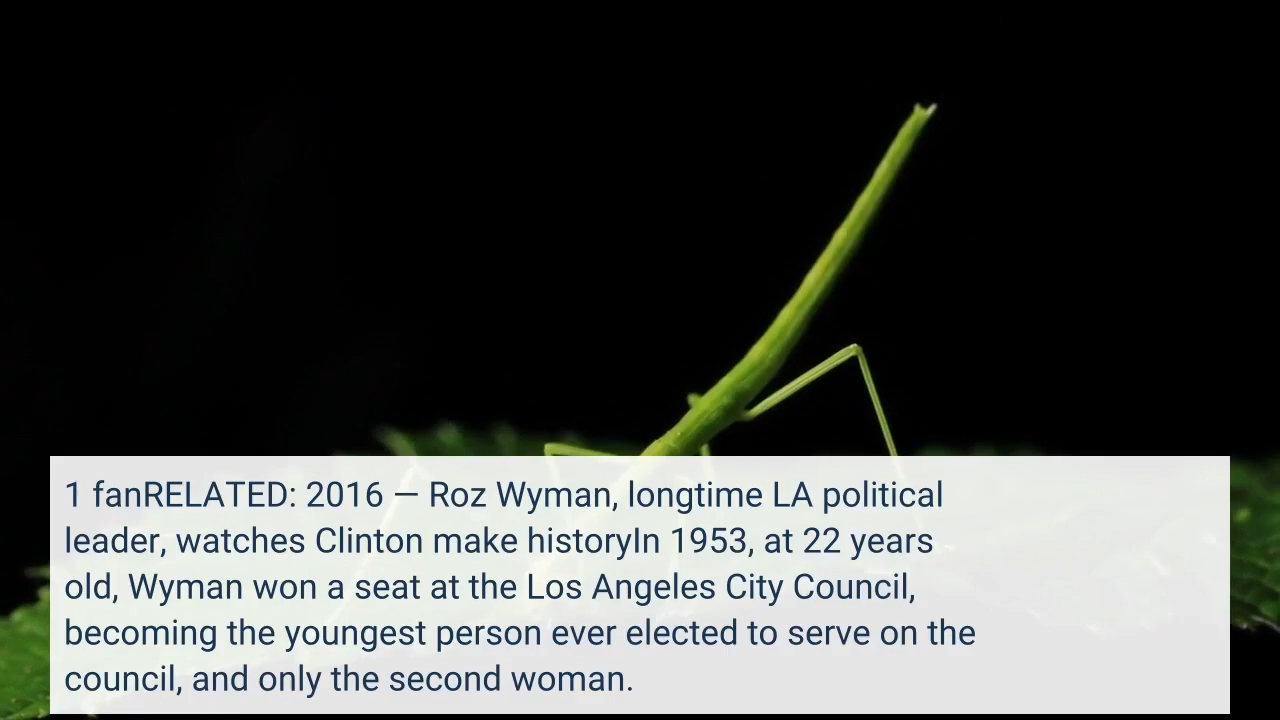 1 fanRELATED: 2016 — Roz Wyman, longtime LA political
leader, watches Clinton make historyIn 1953, at 22 years
old, Wyman won a seat at the Los Angeles City Council,
becoming the youngest person ever elected to serve on the
council, and only the second woman.